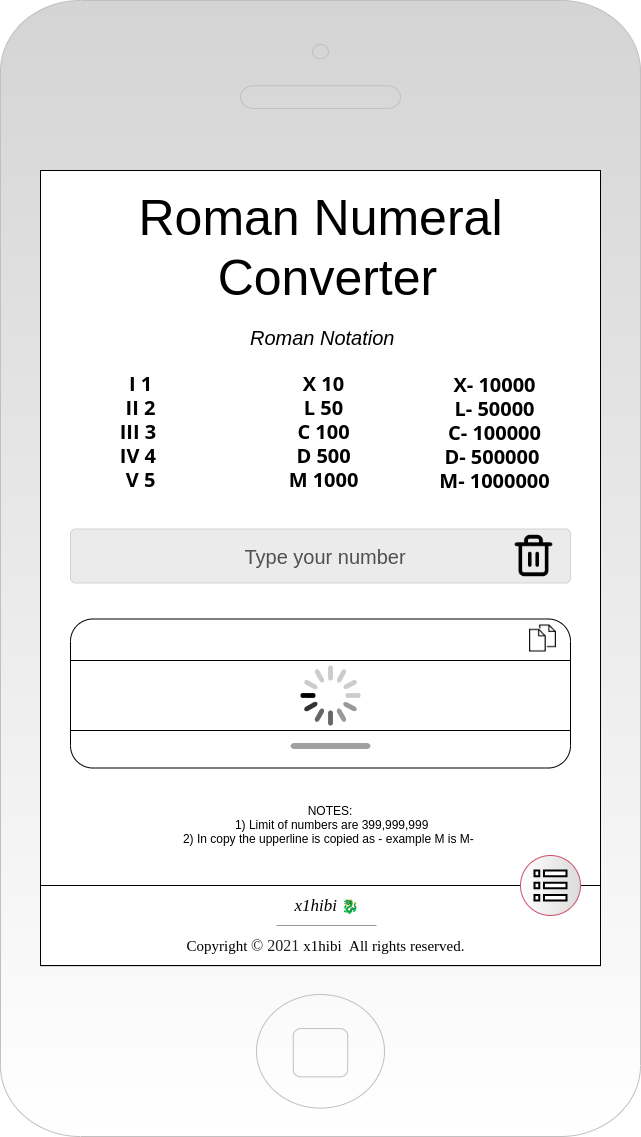 Roman Numeral
Converter
Roman Notation
I 1
II 2
III 3
IV 4
V 5
X 10
L 50
C 100
D 500
M 1000
X- 10000
L- 50000
C- 100000
D- 500000
M- 1000000
Type your number
NOTES:
1) Limit of numbers are 399,999,999
2) In copy the upperline is copied as - example M is M-
x1hibi 🐉
Copyright © 2021 x1hibi All rights reserved.